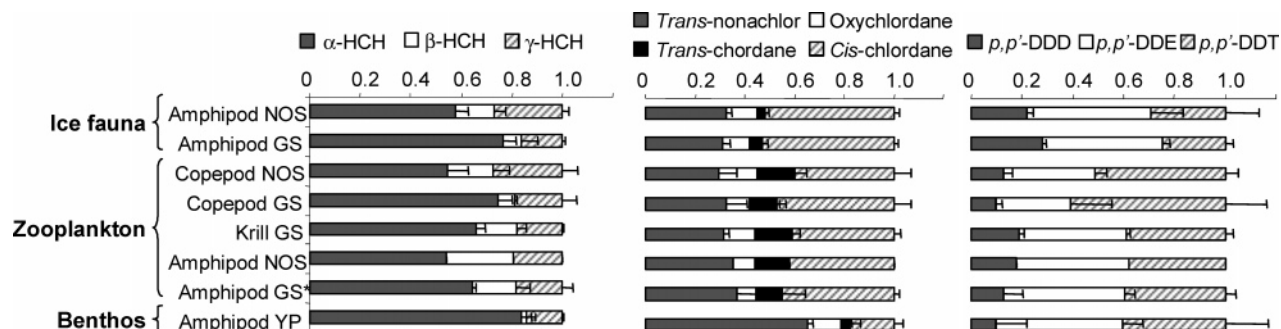 Trans-nonachlor Oxychlordane
α-HCH β-HCH γ-HCH
Trans-chordane Cis-chlordane
p,p'-DDD p,p'-DDE p,p'-DDT
0 0.2 0.4 0.6 0.8 1.0
0 0.2 0.4 0.6 0.8 1.0
0 0.2 0.4 0.6 0.8 1.0
Ice fauna
Amphipod NOS
Amphipod GS
Zooplankton
Copepod NOS
Copepod GS
Krill GS
Amphipod NOS
Amphipod GS*
Benthos
Amphipod YP